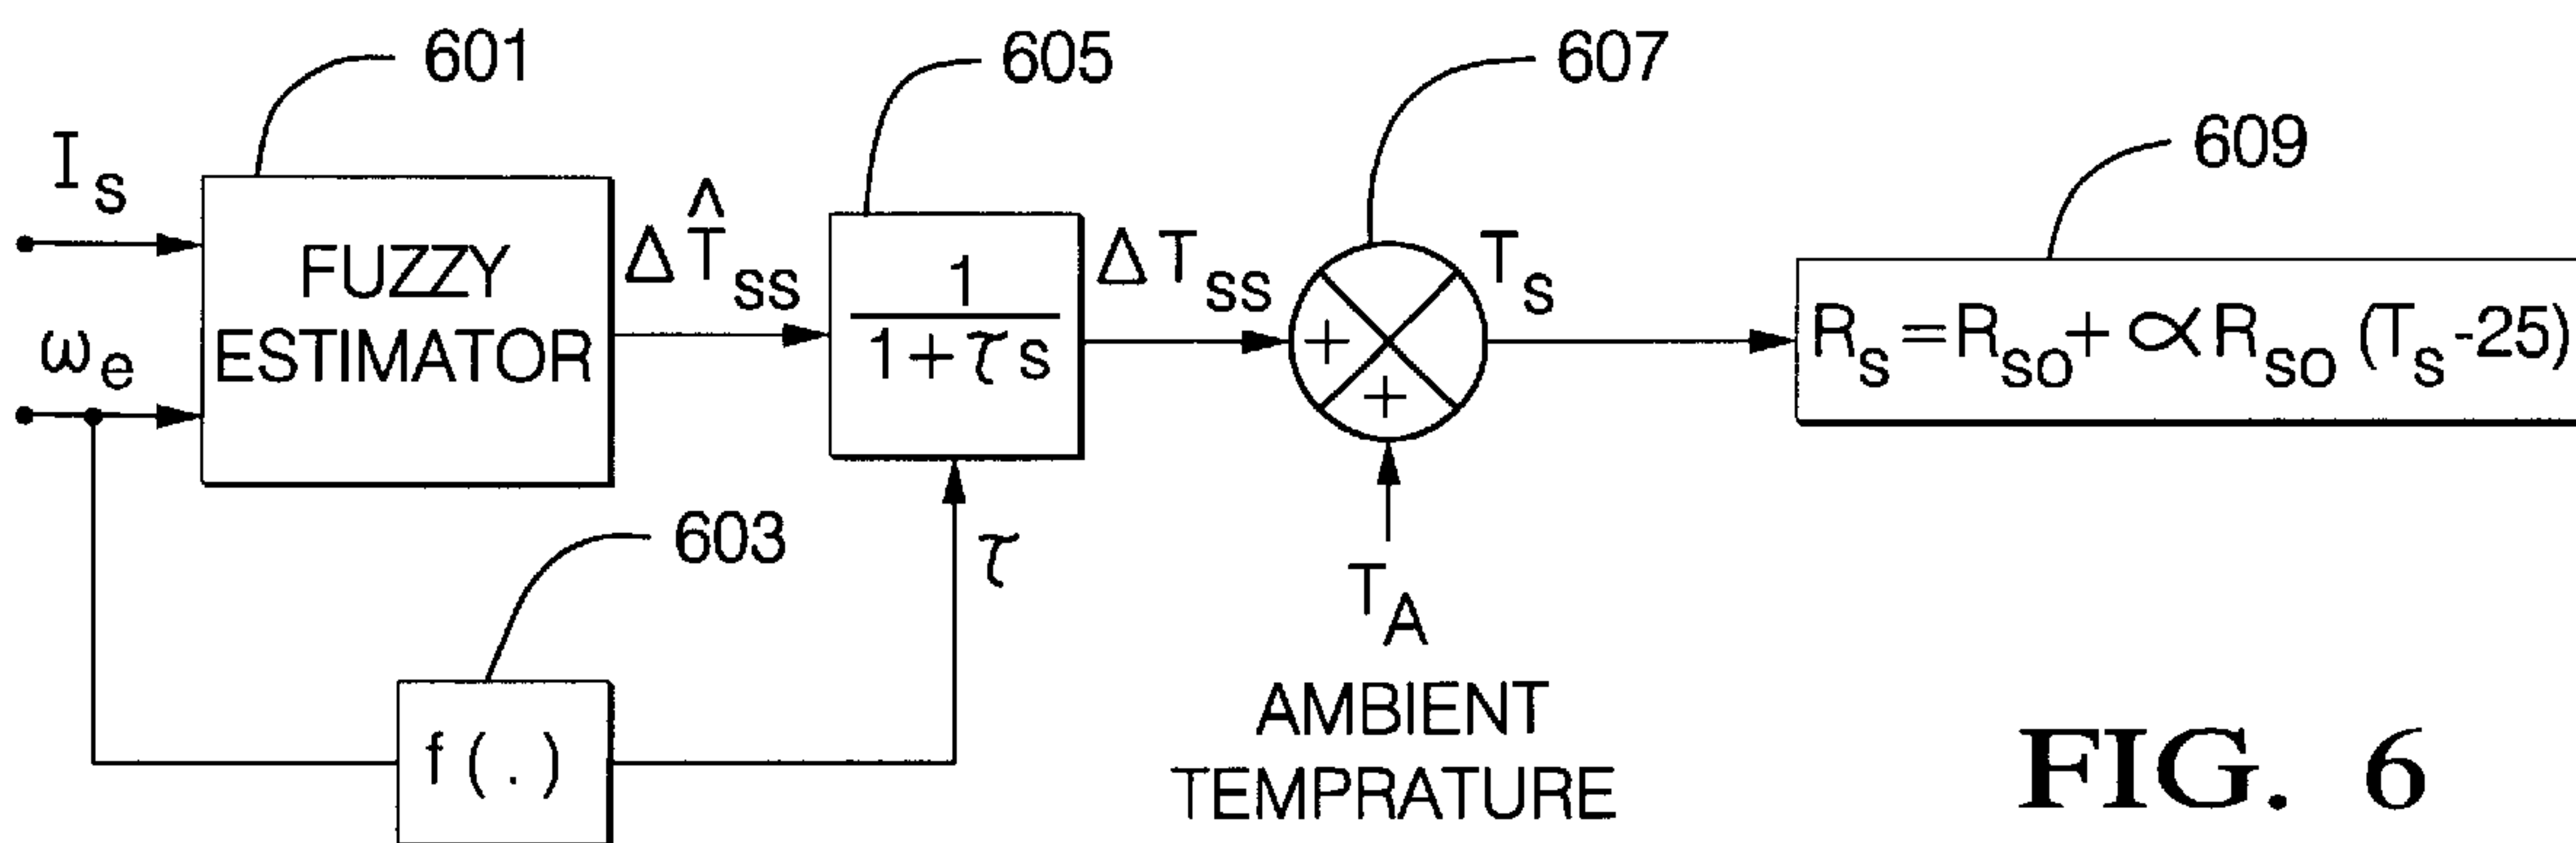 601
605
607
609
I_s
ω_e
FUZZY
ESTIMATOR
ΔT̂_ss
1
1+τs
ΔT_ss
+
+
T_s
R_s=R_so+ αR_so (T_s-25)
603
f(.)
τ
T_A
AMBIENT
TEMPRATURE
FIG. 6